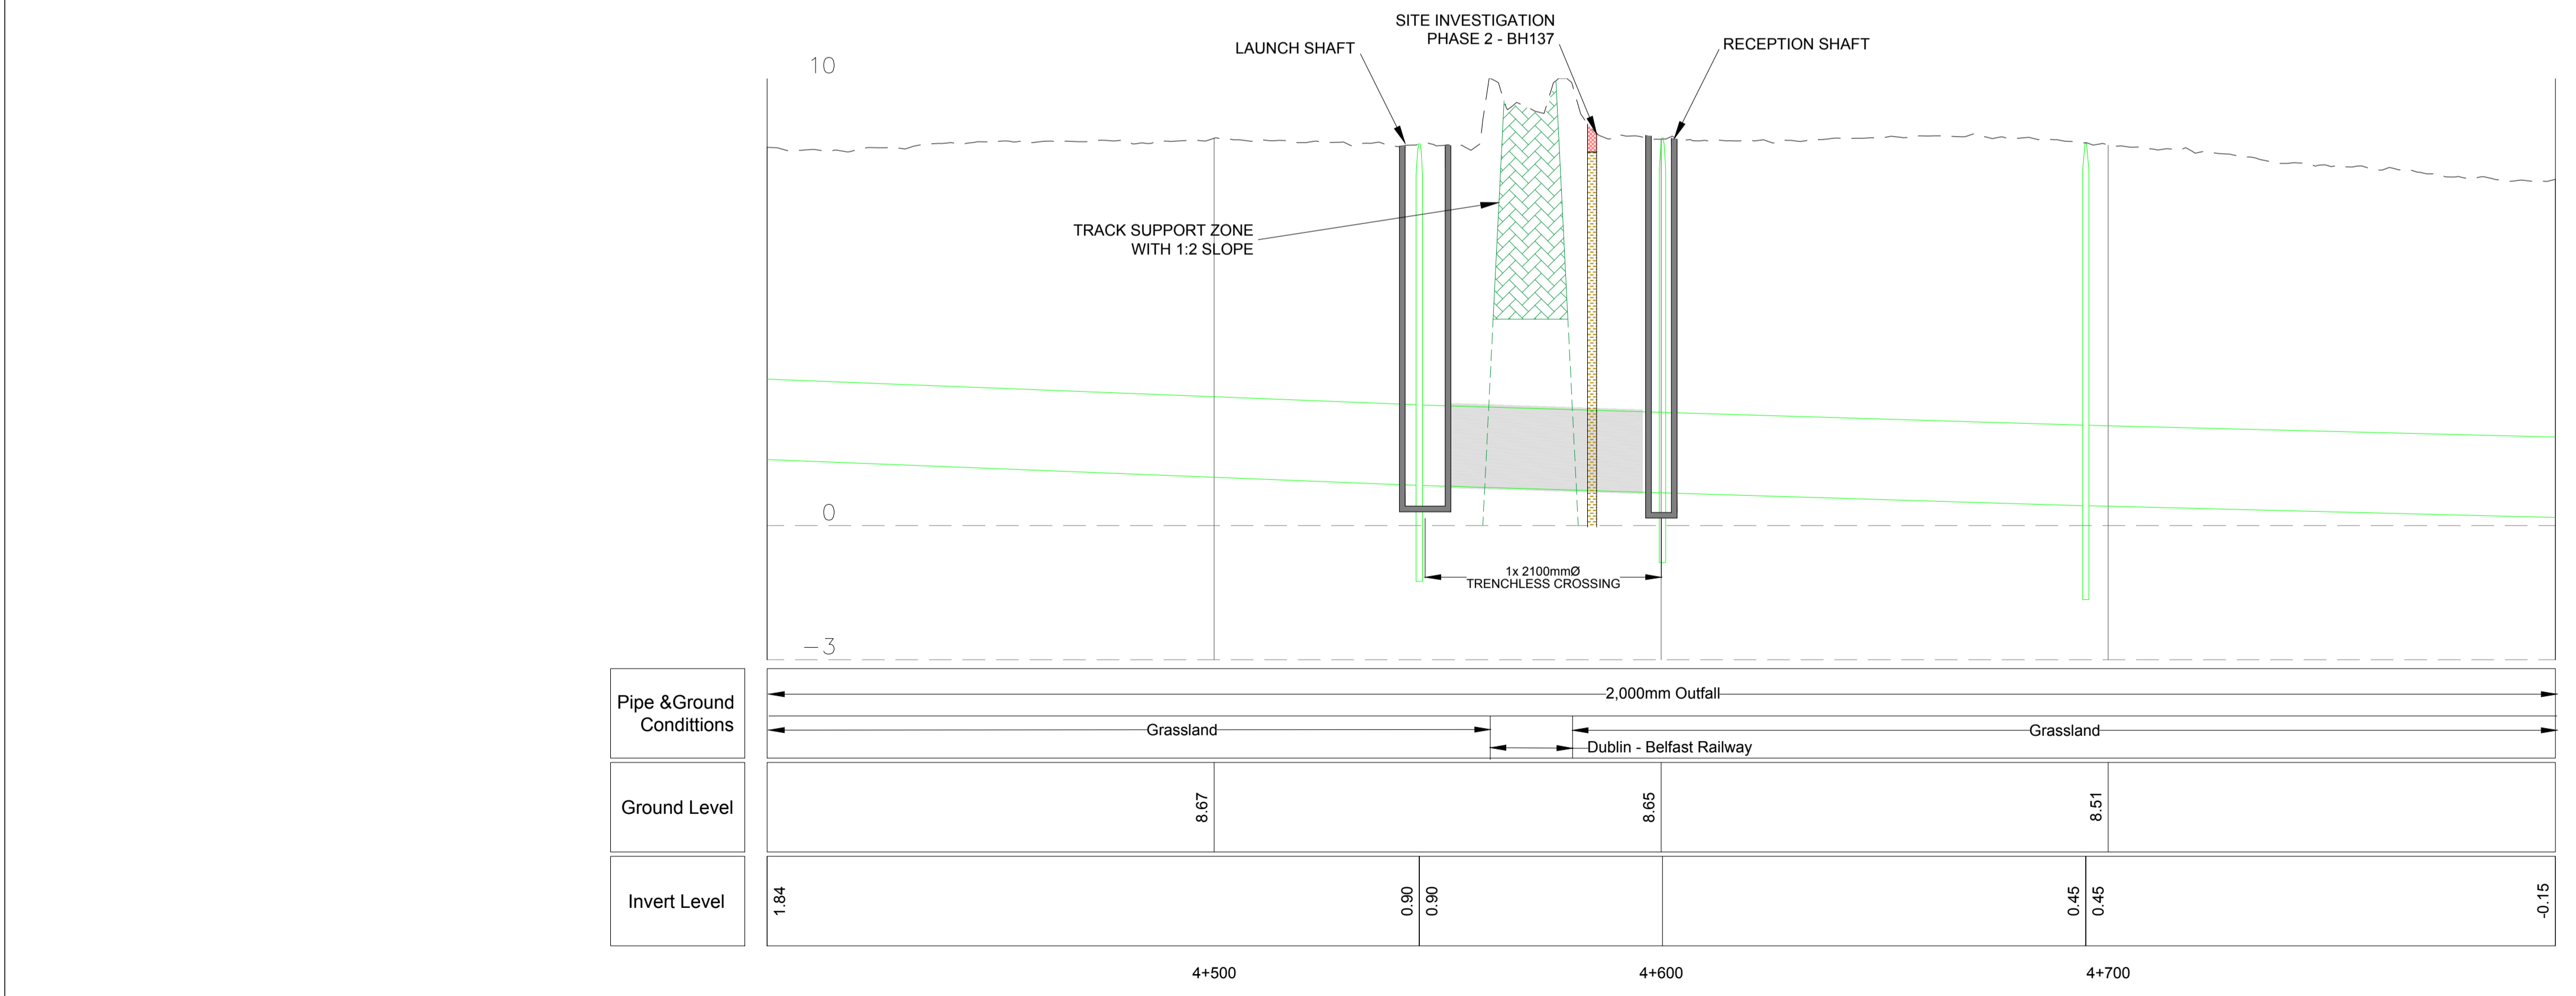 SITE INVESTIGATION
PHASE 2 - BH137
LAUNCH SHAFT
RECEPTION SHAFT
10
TRACK SUPPORT ZONE
WITH 1:2 SLOPE
0
1x 2100mmØ
TRENCHLESS CROSSING
-3
Pipe &Ground
Condittions
2,000mm Outfall
Grassland
Grassland
Dublin - Belfast Railway
Ground Level
8.67
8.65
8.51
Invert Level
1.84
0.90
0.90
0.45
0.45
-0.15
4+500
4+600
4+700